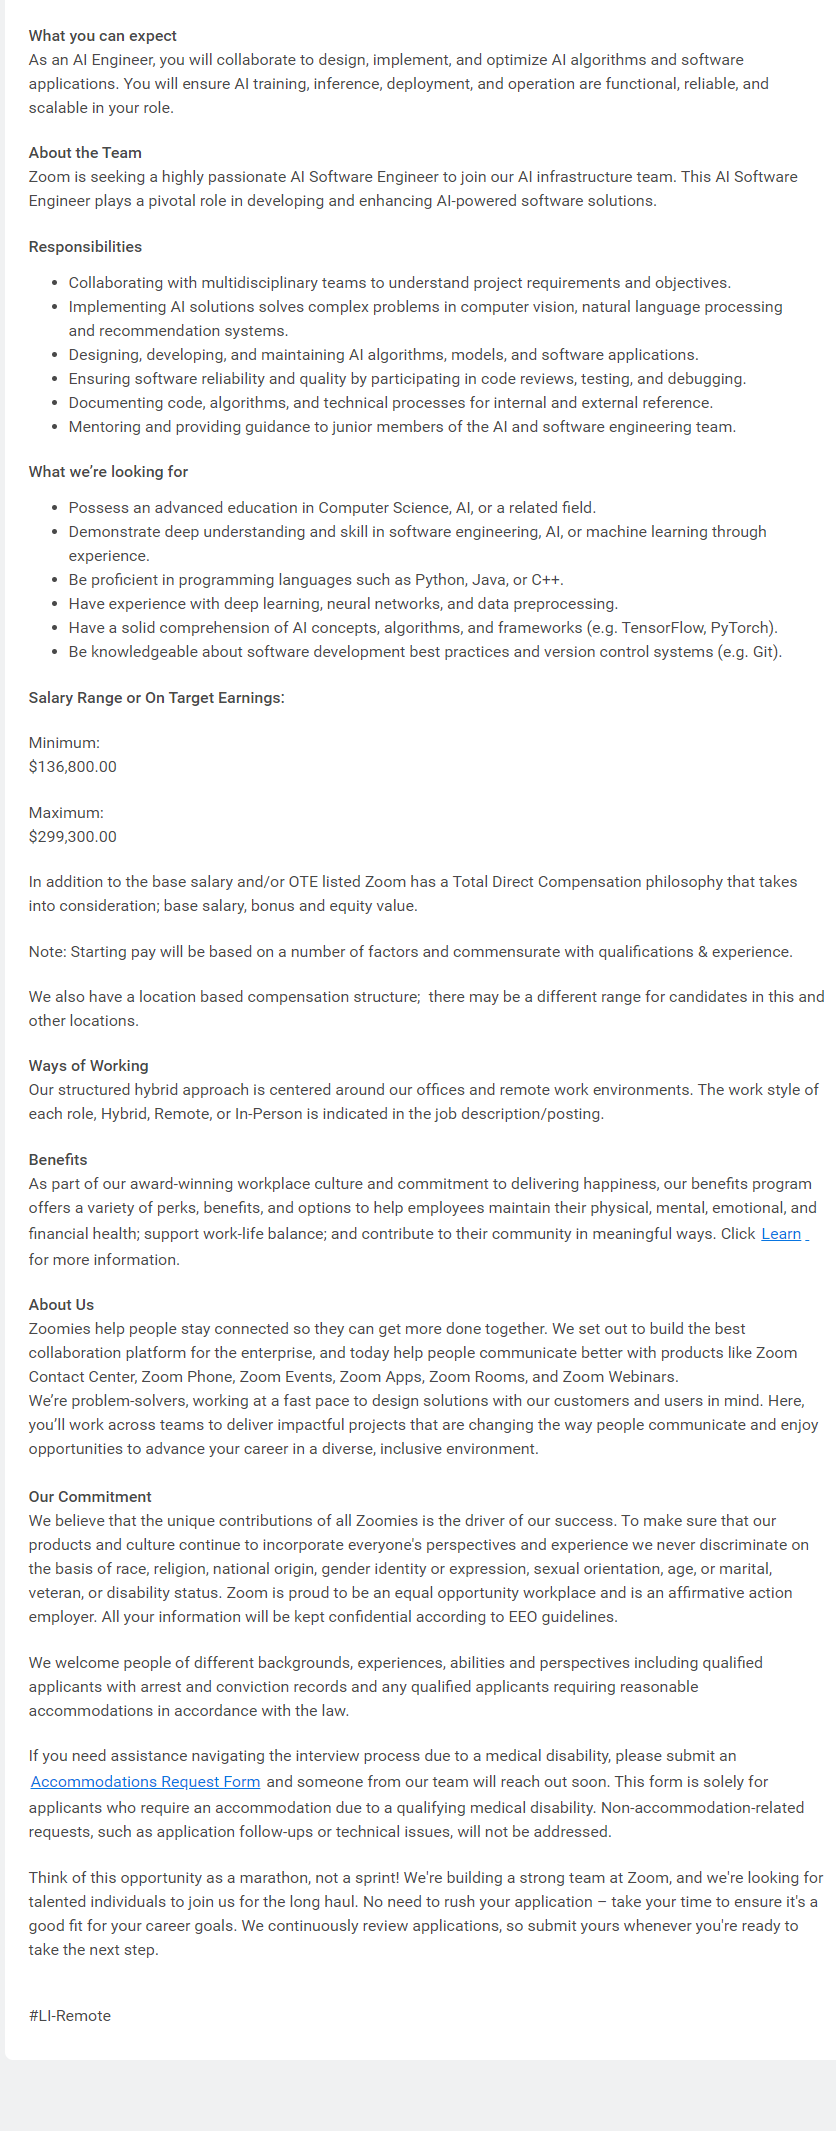 What you can expect
As an AI Engineer, you will collaborate to design, implement, and optimize AI algorithms and software
applications. You will ensure AI training, inference, deployment, and operation are functional, reliable, and
scalable in your role.
About the Team
Zoom is seeking a highly passionate AI Software Engineer to join our AI infrastructure team. This AI Software
Engineer plays a pivotal role in developing and enhancing AI-powered software solutions.
Responsibilities
• Collaborating with multidisciplinary teams to understand project requirements and objectives.
• Implementing AI solutions solves complex problems in computer vision, natural language processing
and recommendation systems.
• Designing, developing, and maintaining AI algorithms, models, and software applications.
• Ensuring software reliability and quality by participating in code reviews, testing, and debugging.
• Documenting code, algorithms, and technical processes for internal and external reference.
• Mentoring and providing guidance to junior members of the AI and software engineering team.
What we’re looking for
• Possess an advanced education in Computer Science, AI, or a related field.
• Demonstrate deep understanding and skill in software engineering, AI, or machine learning through
experience.
• Be proficient in programming languages such as Python, Java, or C++.
• Have experience with deep learning, neural networks, and data preprocessing.
• Have a solid comprehension of AI concepts, algorithms, and frameworks (e.g. TensorFlow, PyTorch).
• Be knowledgeable about software development best practices and version control systems (e.g. Git).
Salary Range or On Target Earnings:
Minimum:
$136,800.00
Maximum:
$299,300.00
In addition to the base salary and/or OTE listed Zoom has a Total Direct Compensation philosophy that takes
into consideration; base salary, bonus and equity value.
Note: Starting pay will be based on a number of factors and commensurate with qualifications & experience.
We also have a location based compensation structure;  there may be a different range for candidates in this and
other locations.
Ways of Working
Our structured hybrid approach is centered around our offices and remote work environments. The work style of
each role, Hybrid, Remote, or In-Person is indicated in the job description/posting.
Benefits
As part of our award-winning workplace culture and commitment to delivering happiness, our benefits program
offers a variety of perks, benefits, and options to help employees maintain their physical, mental, emotional, and
financial health; support work-life balance; and contribute to their community in meaningful ways. Click Learn
for more information.
About Us
Zoomies help people stay connected so they can get more done together. We set out to build the best
collaboration platform for the enterprise, and today help people communicate better with products like Zoom
Contact Center, Zoom Phone, Zoom Events, Zoom Apps, Zoom Rooms, and Zoom Webinars.
We’re problem-solvers, working at a fast pace to design solutions with our customers and users in mind. Here,
you’ll work across teams to deliver impactful projects that are changing the way people communicate and enjoy
opportunities to advance your career in a diverse, inclusive environment.
Our Commitment
We believe that the unique contributions of all Zoomies is the driver of our success. To make sure that our
products and culture continue to incorporate everyone's perspectives and experience we never discriminate on
the basis of race, religion, national origin, gender identity or expression, sexual orientation, age, or marital,
veteran, or disability status. Zoom is proud to be an equal opportunity workplace and is an affirmative action
employer. All your information will be kept confidential according to EEO guidelines.
We welcome people of different backgrounds, experiences, abilities and perspectives including qualified
applicants with arrest and conviction records and any qualified applicants requiring reasonable
accommodations in accordance with the law.
If you need assistance navigating the interview process due to a medical disability, please submit an
Accommodations Request Form and someone from our team will reach out soon. This form is solely for
applicants who require an accommodation due to a qualifying medical disability. Non-accommodation-related
requests, such as application follow-ups or technical issues, will not be addressed.
Think of this opportunity as a marathon, not a sprint! We're building a strong team at Zoom, and we're looking for
talented individuals to join us for the long haul. No need to rush your application – take your time to ensure it's a
good fit for your career goals. We continuously review applications, so submit yours whenever you're ready to
take the next step.
#LI-Remote